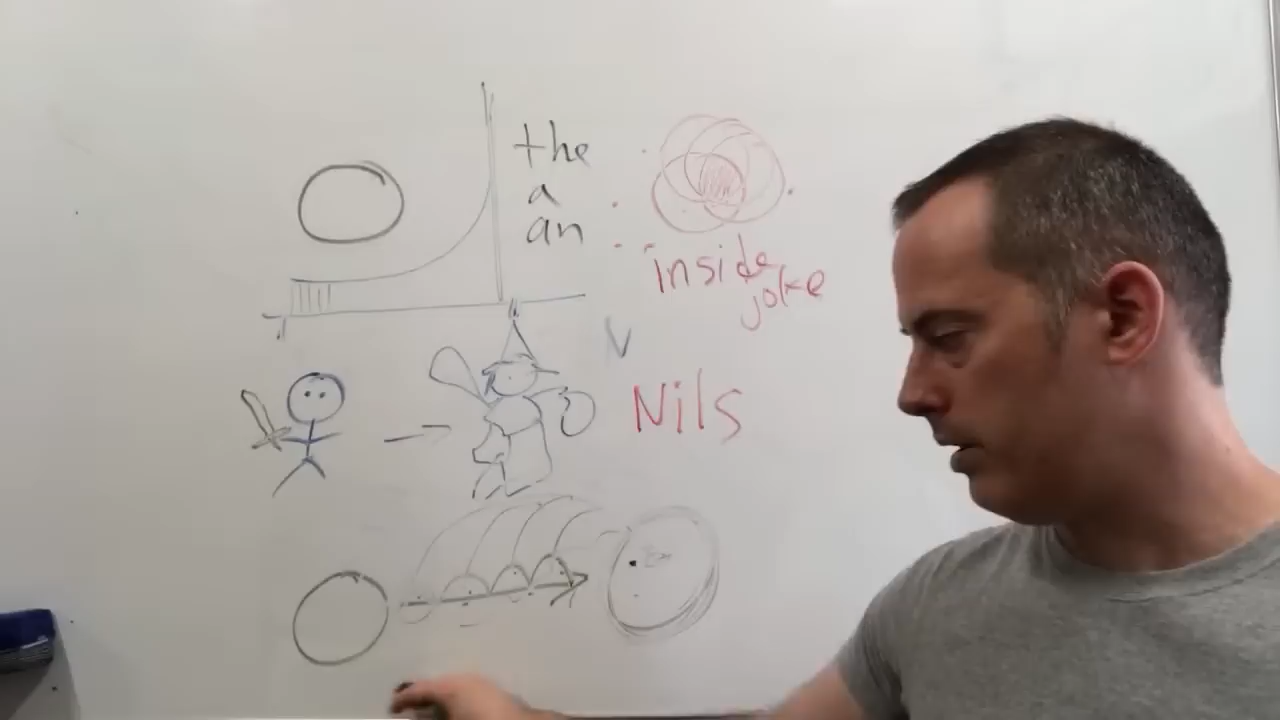 the
a
an
inside
joke
V
Nils